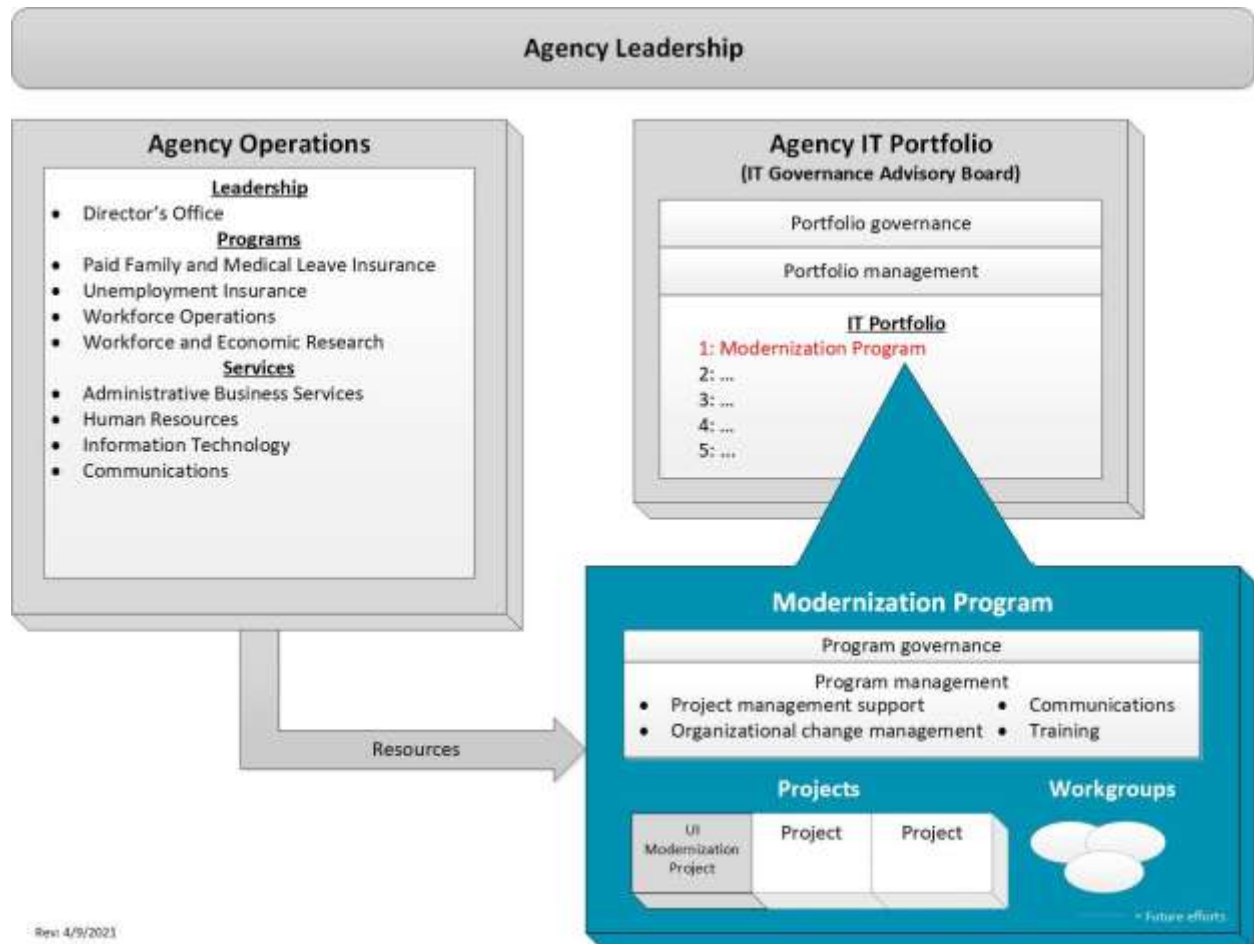 Agency Leadership
Agency Operations
Leadership
• Director's Office
Programs
• Paid Family and Medical Leave Insurance
• Unemployment Insurance
• Workforce Operations
• Workforce and Economic Research
Services
• Administrative Business Services
• Human Resources
• Information Technology
• Communications
Agency IT Portfolio
(IT Governance Advisory Board)
Portfolio governance
Portfolio management
IT Portfolio
1: Modernization Program
2: ...
3: ...
4: ...
5: ...
Resources
Modernization Program
Program governance
Program management
• Project management support
• Organizational change management
• Communications
• Training
Projects
UI
Modernization
Project
Project
Project
Workgroups
= Future efforts
Rev: 4/9/2021